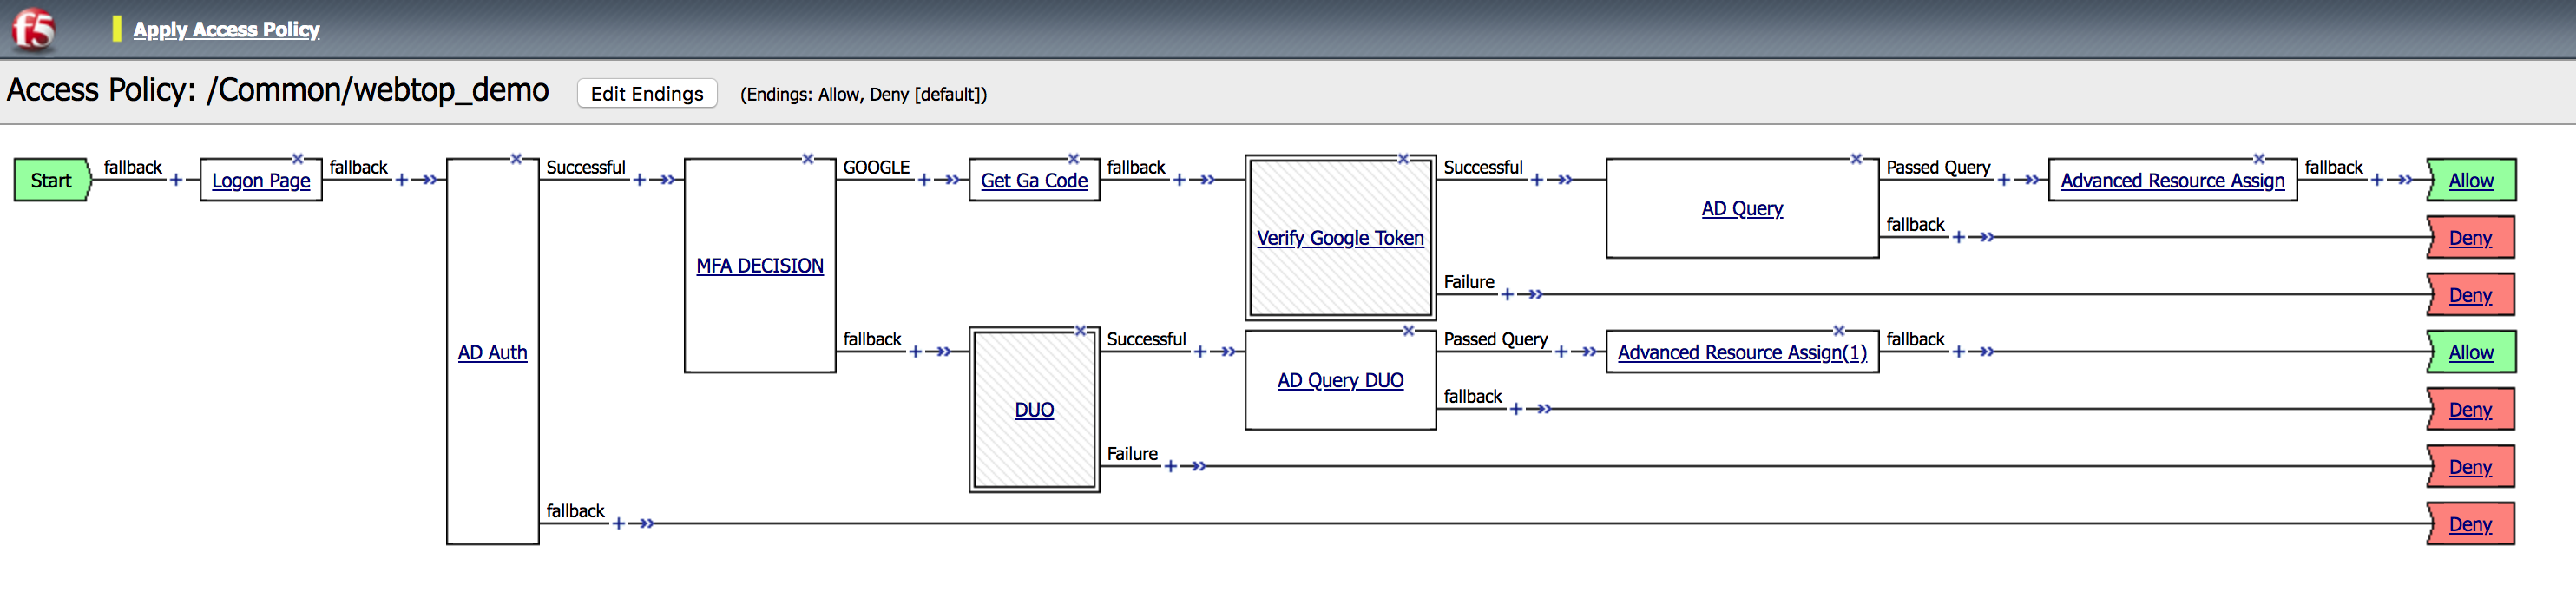 f5 Apply Access Policy
Access Policy: /Common/webtop_demo Edit Endings (Endings: Allow, Deny [default])
Start fallback Logon Page fallback Successful GOOGLE Get Ga Code fallback Successful Passed Query Advanced Resource Assign fallback Allow
AD Query fallback Deny
Verify Google Token
MFA DECISION
Failure Deny
AD Auth fallback Successful Passed Query Advanced Resource Assign(1) fallback Allow
AD Query DUO
DUO fallback Deny
Failure Deny
fallback Deny